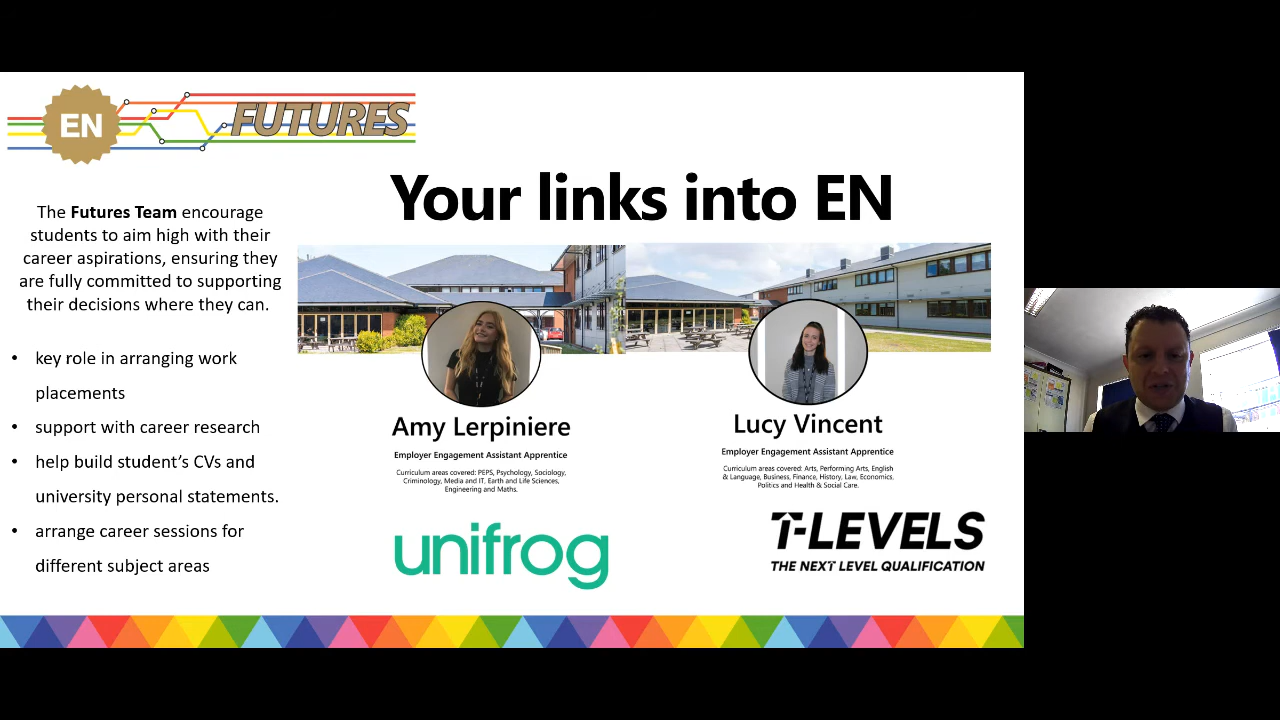 EN
FUTURES
Your links into EN
The Futures Team encourage
students to aim high with their
career aspirations, ensuring they
are fully committed to supporting
their decisions where they can.
• key role in arranging work
placements
• support with career research
• help build student’s CVs and
university personal statements.
• arrange career sessions for
different subject areas
Amy Lerpiniere
Employer Engagement Assistant Apprentice
Curriculum areas covered: PEPS, Psychology, Sociology,
Criminology, Media and IT, Earth and Life Sciences,
Engineering and Maths.
Lucy Vincent
Employer Engagement Assistant Apprentice
Curriculum areas covered: Arts, Performing Arts, English
& Language, Business, Finance, History, Law, Economics,
Politics and Health & Social Care.
unifrog
T-LEVELS
THE NEXT LEVEL QUALIFICATION